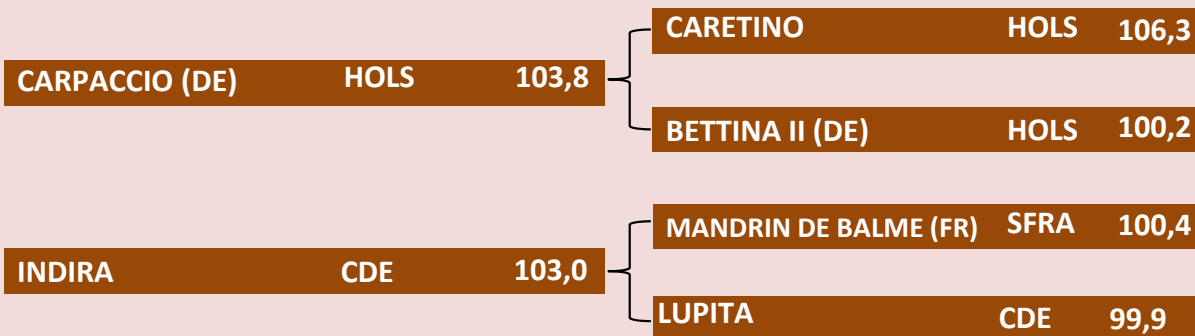 CARETINO HOLS 106,3
CARPACCIO (DE) HOLS 103,8
BETTINA II (DE) HOLS 100,2
MANDRIN DE BALME (FR) SFRA 100,4
INDIRA CDE 103,0
LUPITA CDE 99,9